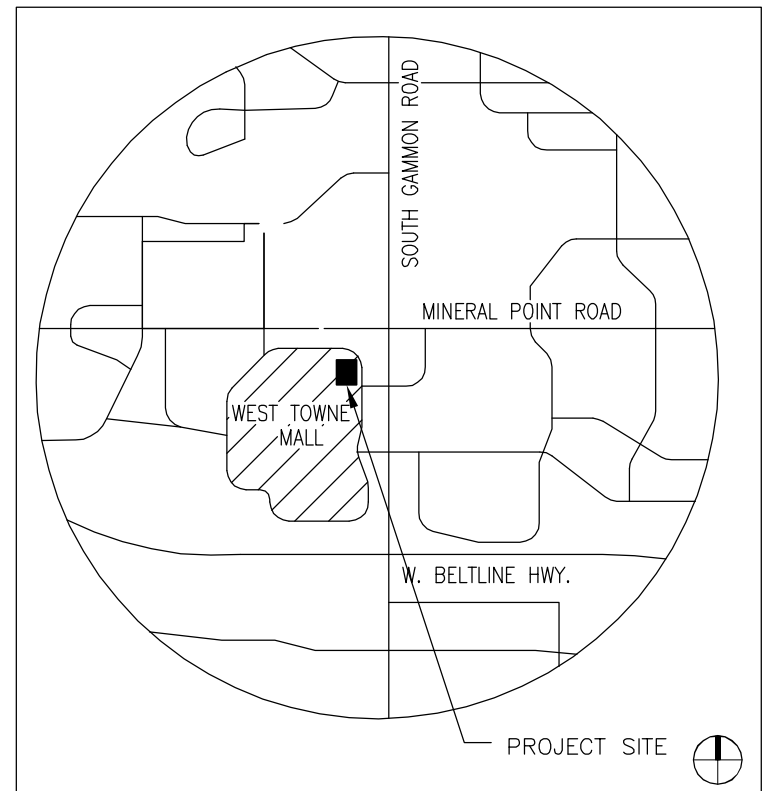 SOUTH GAMMON ROAD
MINERAL POINT ROAD
WEST TOWNE
MALL
W. BELTLINE HWY.
PROJECT SITE